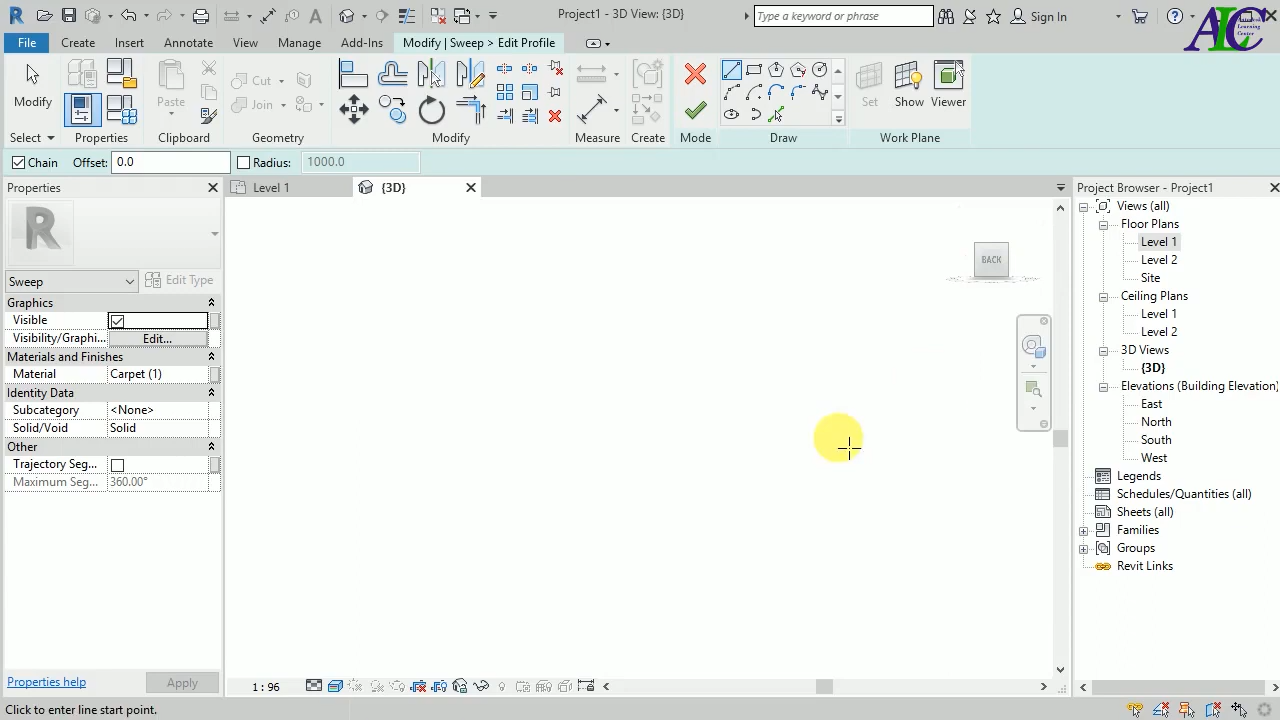 Project1 - 3D View: {3D}
Type a keyword or phrase
Sign In
ALC
Learning
Center
File
Create
Insert
Annotate
View
Manage
Add-Ins
Modify | Sweep > Edit Profile
Modify
Paste
Cut
Join
Set
Show
Viewer
Select
Properties
Clipboard
Geometry
Modify
Measure
Create
Mode
Draw
Work Plane
Chain
Offset:
0.0
Radius:
1000.0
Properties
R
Sweep
Edit Type
Graphics
Visible
Visibility/Graphi...
Edit...
Materials and Finishes
Material
Carpet (1)
Identity Data
Subcategory
<None>
Solid/Void
Solid
Other
Trajectory Seg...
Maximum Seg...
360.00°
Properties help
Apply
Level 1
{3D}
BACK
1 : 96
Project Browser - Project1
Views (all)
Floor Plans
Level 1
Level 2
Site
Ceiling Plans
Level 1
Level 2
3D Views
{3D}
Elevations (Building Elevation)
East
North
South
West
Legends
Schedules/Quantities (all)
Sheets (all)
Families
Groups
Revit Links
Click to enter line start point.